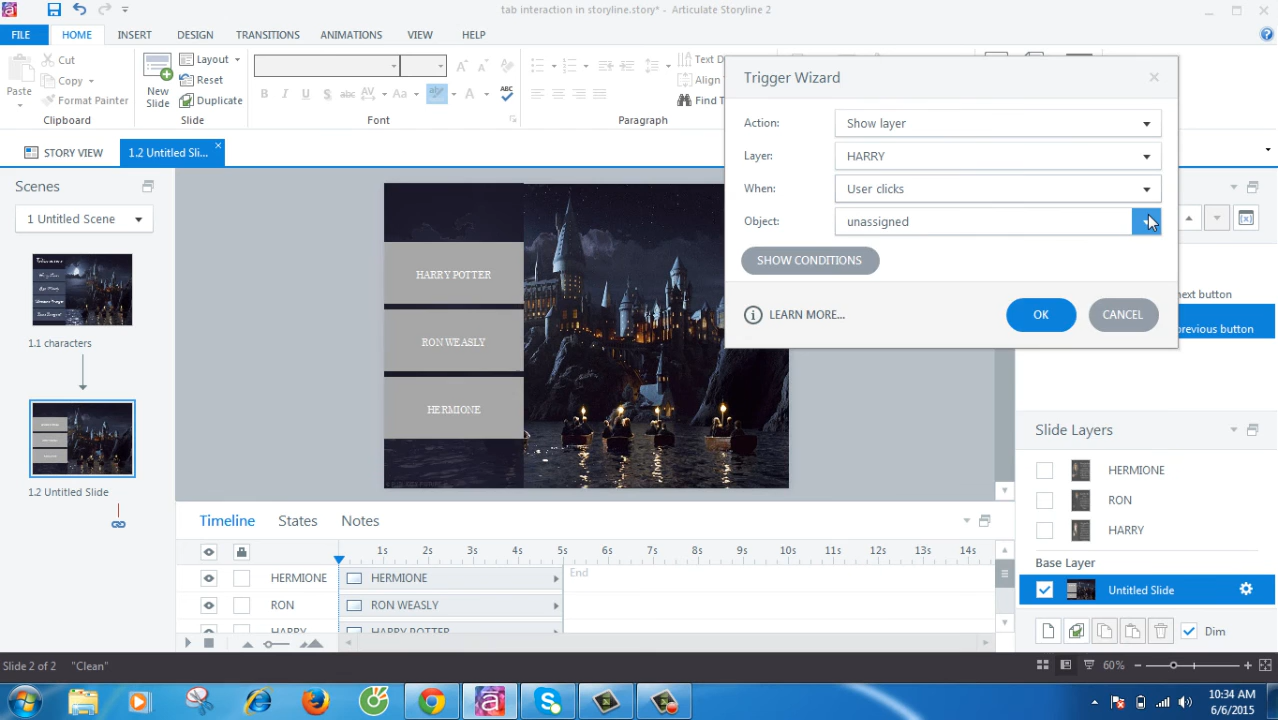 tab interaction in storyline.story* - Articulate Storyline 2
FILE HOME INSERT DESIGN TRANSITIONS ANIMATIONS VIEW HELP
Paste
Cut
Copy
Format Painter
Clipboard
New Slide
Layout
Reset
Duplicate
Slide
Font
Text D
Align
Find T
Paragraph
STORY VIEW
1.2 Untitled Sli...
Scenes
1 Untitled Scene
1.1 characters
1.2 Untitled Slide
HARRY POTTER
RON WEASLY
HERMIONE
Trigger Wizard
Action: Show layer
Layer: HARRY
When: User clicks
Object: unassigned
SHOW CONDITIONS
LEARN MORE...
OK
CANCEL
next button
previous button
Slide Layers
HERMIONE
RON
HARRY
Base Layer
Untitled Slide
Dim
Timeline States Notes
1s 2s 3s 4s 5s 6s 7s 8s 9s 10s 11s 12s 13s 14s
HERMIONE HERMIONE End
RON RON WEASLY
HARRY HARRY POTTER
Slide 2 of 2 "Clean" 60%
10:34 AM
6/6/2015